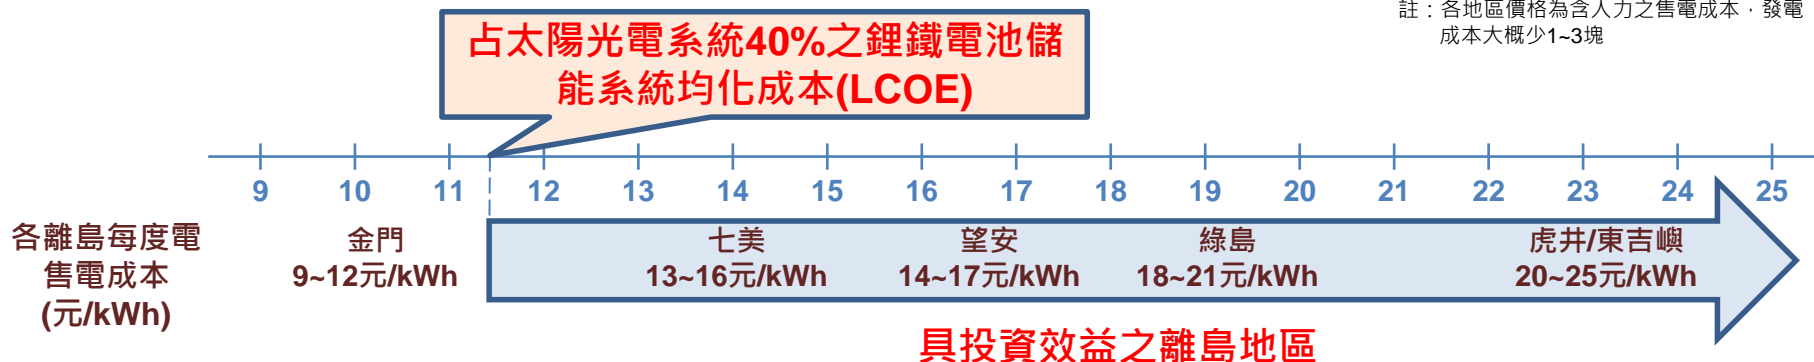 註：各地區價格為含人力之售電成本，發電
成本大概少1~3塊
占太陽光電系統40%之鋰鐵電池儲
能系統均化成本(LCOE)
9 10 11 12 13 14 15 16 17 18 19 20 21 22 23 24 25
各離島每度電
售電成本
(元/kWh)
金門
9~12元/kWh
七美
13~16元/kWh
望安
14~17元/kWh
綠島
18~21元/kWh
虎井/東吉嶼
20~25元/kWh
具投資效益之離島地區